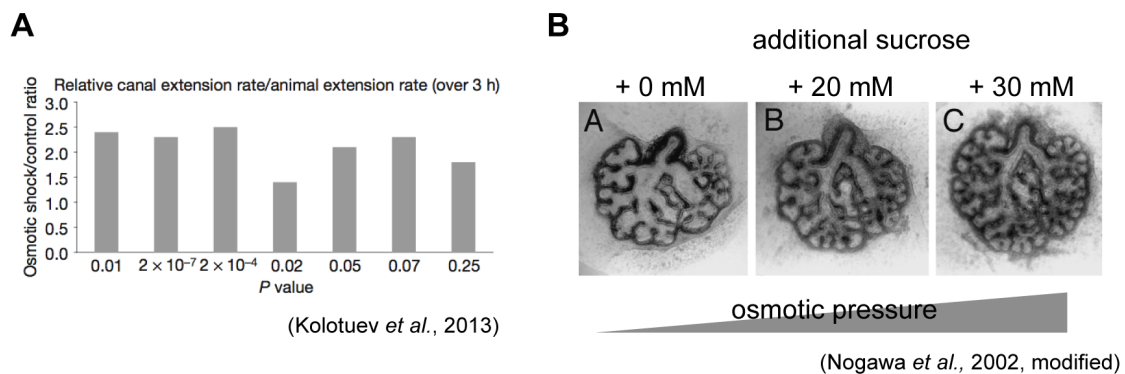 A
Relative canal extension rate/animal extension rate (over 3 h)
Osmotic shock/control ratio
3.0
2.5
2.0
1.5
1.0
0.5
0.0
0.01 2 × 10⁻⁷ 2 × 10⁻⁴ 0.02 0.05 0.07 0.25
P value
(Kolotuev et al., 2013)
B
additional sucrose
+ 0 mM + 20 mM + 30 mM
A B C
osmotic pressure
(Nogawa et al., 2002, modified)